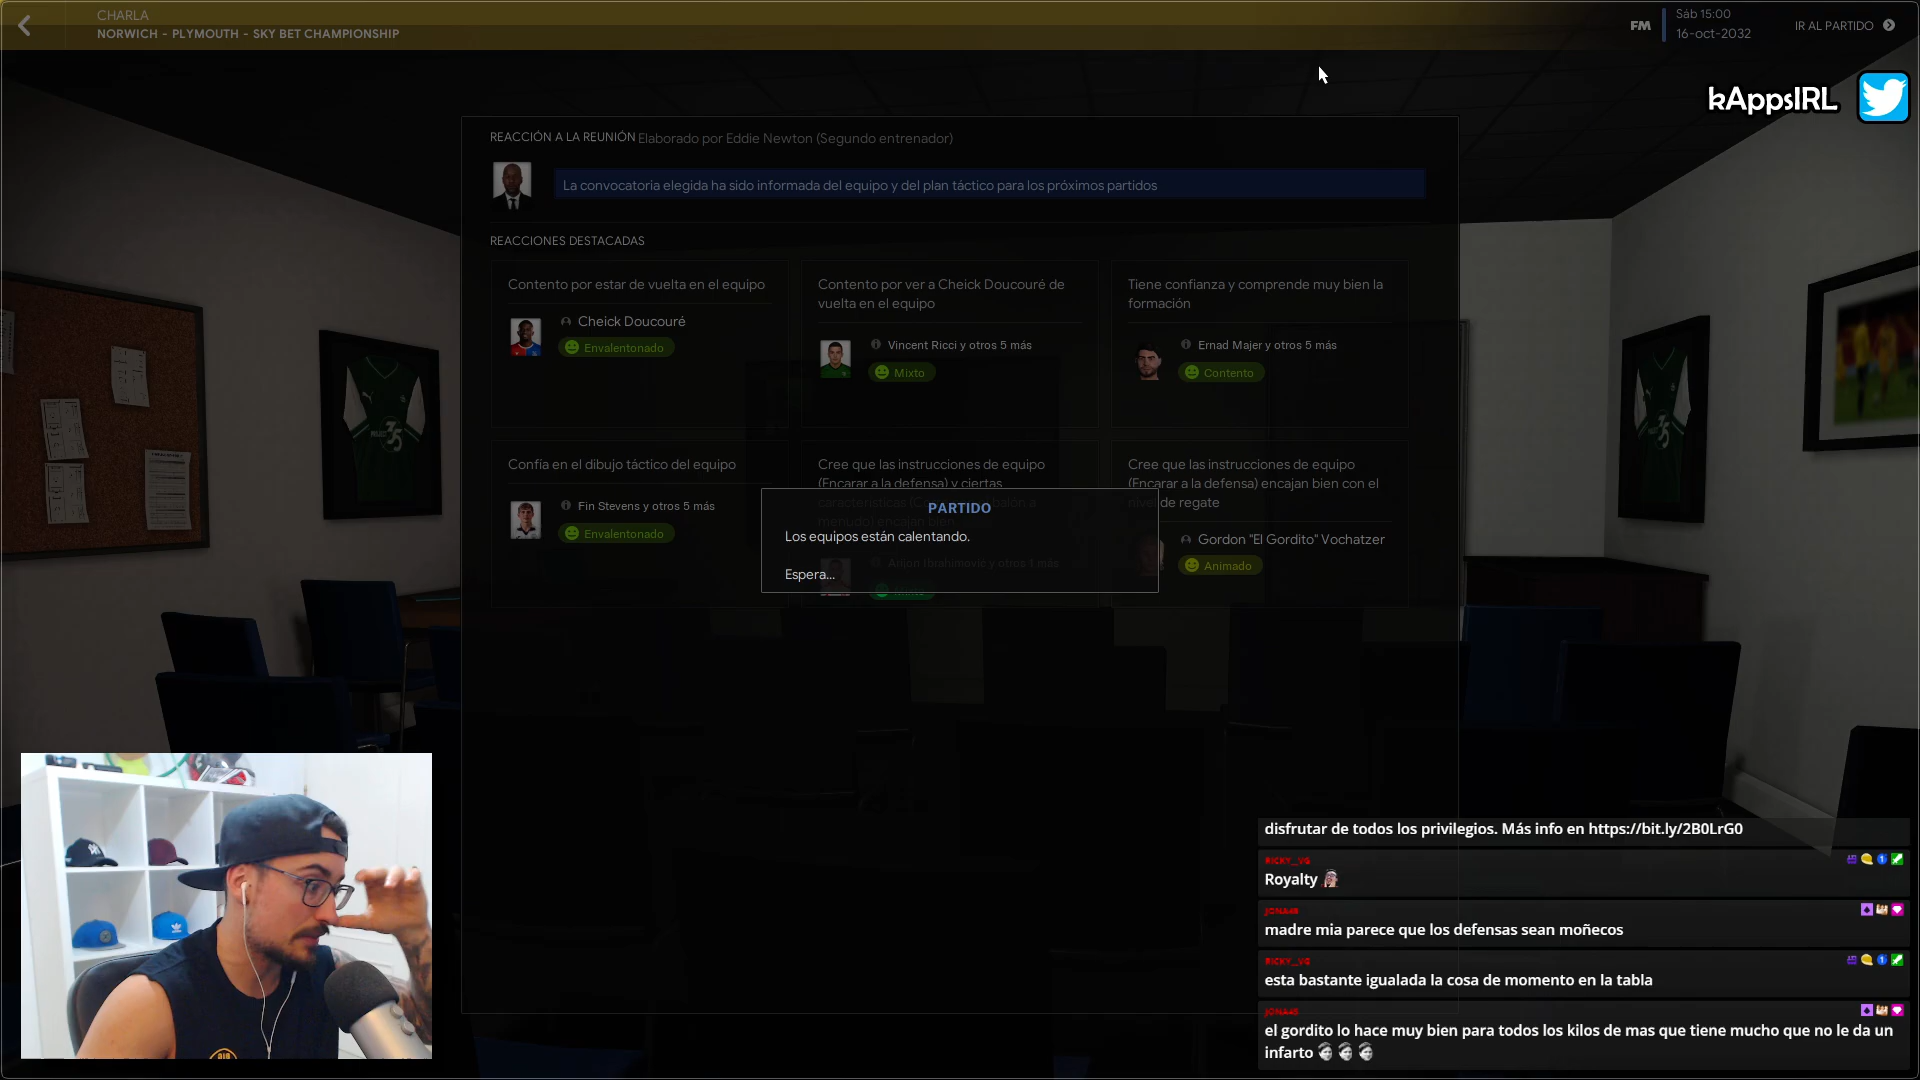 CHARLA
NORWICH - PLYMOUTH - SKY BET CHAMPIONSHIP
FM
Sáb 15:00
16-oct-2032
IR AL PARTIDO
kAppsIRL
REACCIÓN A LA REUNIÓN Elaborado por Eddie Newton (Segundo entrenador)
La convocatoria elegida ha sido informada del equipo y del plan táctico para los próximos partidos
REACCIONES DESTACADAS
Contento por estar de vuelta en el equipo
Cheick Doucouré
Envalentonado
Contento por ver a Cheick Doucouré de
vuelta en el equipo
Vincent Ricci y otros 5 más
Mixto
Tiene confianza y comprende muy bien la
formación
Ernad Majer y otros 5 más
Contento
Confía en el dibujo táctico del equipo
Fin Stevens y otros 5 más
Envalentonado
Cree que las instrucciones de equipo
(Encarar a la defensa) y ciertas
Cree que las instrucciones de equipo
(Encarar a la defensa) encajan bien con el
nivel de regate
Gordon "El Gordito" Vochatzer
Animado
PARTIDO
Los equipos están calentando.
Espera...
35
35
disfrutar de todos los privilegios. Más info en https://bit.ly/2B0LrG0
RICKY_VG
Royalty
madre mia parece que los defensas sean moñecos
RICKY_VG
esta bastante igualada la cosa de momento en la tabla
el gordito lo hace muy bien para todos los kilos de mas que tiene mucho que no le da un
infarto